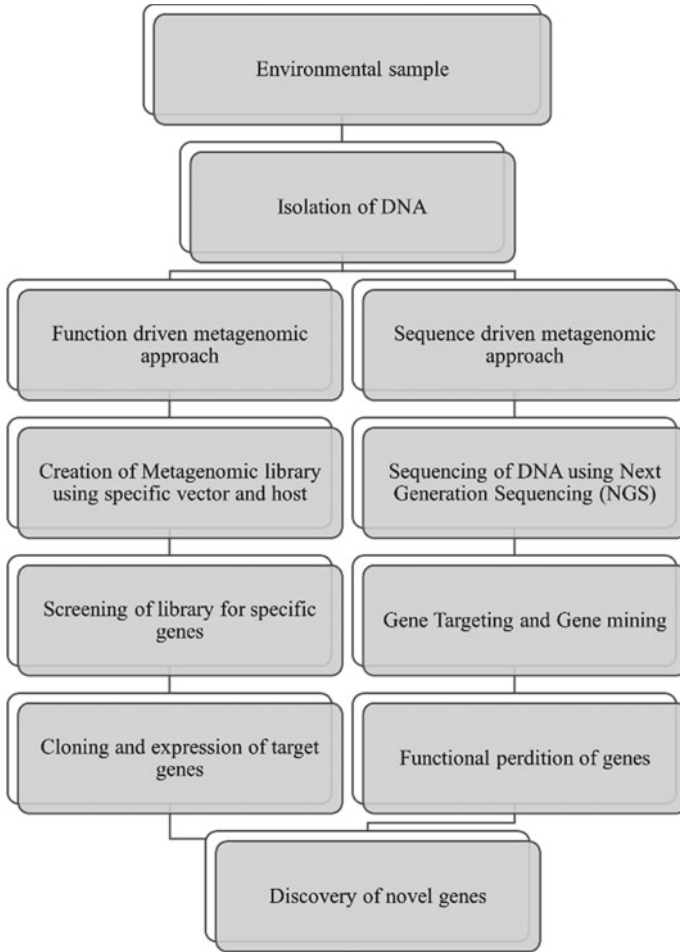 Environmental sample
Isolation of DNA
Function driven metagenomic
approach
Sequence driven metagenomic
approach
Creation of Metagenomic library
using specific vector and host
Sequencing of DNA using Next
Generation Sequencing (NGS)
Screening of library for specific
genes
Gene Targeting and Gene mining
Cloning and expression of target
genes
Functional perdition of genes
Discovery of novel genes